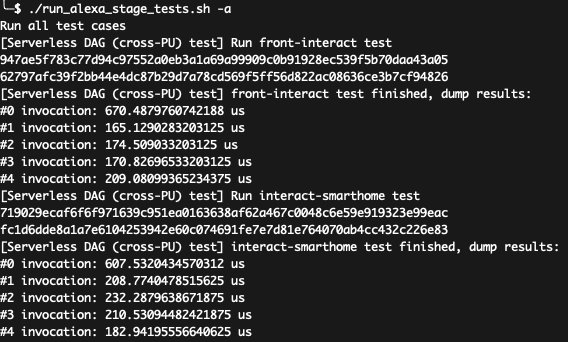 └─$ ./run_alexa_stage_tests.sh -a
Run all test cases
[Serverless DAG (cross-PU) test] Run front-interact test
947ae5f783c77d94c97552a0eb3a1a69a99909c0b91928ec539f5b70daa43a05
62797afc39f2bb44e4dc87b29d7a78cd569f5ff56d822ac08636ce3b7cf94826
[Serverless DAG (cross-PU) test] front-interact test finished, dump results:
#0 invocation: 670.4879760742188 us
#1 invocation: 165.1290283203125 us
#2 invocation: 174.509033203125 us
#3 invocation: 170.82696533203125 us
#4 invocation: 209.08099365234375 us
[Serverless DAG (cross-PU) test] Run interact-smarthome test
719029ecaf6f6f971639c951ea0163638af62a467c0048c6e59e919323e99eac
fc1d6dde8a1a7e6104253942e60c074691fe7e7d81e764070ab4cc432c226e83
[Serverless DAG (cross-PU) test] interact-smarthome test finished, dump results:
#0 invocation: 607.5320434570312 us
#1 invocation: 208.7740478515625 us
#2 invocation: 232.2879638671875 us
#3 invocation: 210.53094482421875 us
#4 invocation: 182.94195556640625 us